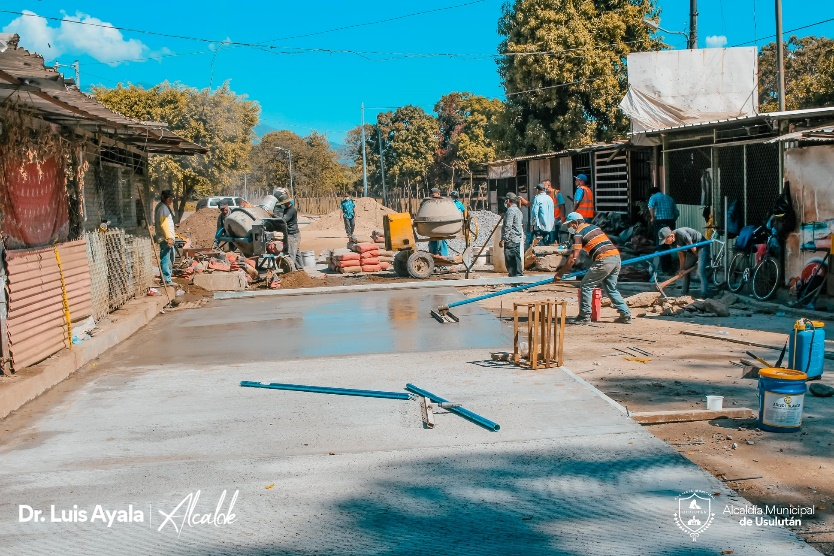 Dr. Luis Ayala | Alcalde
Alcaldía Municipal
de Usulután